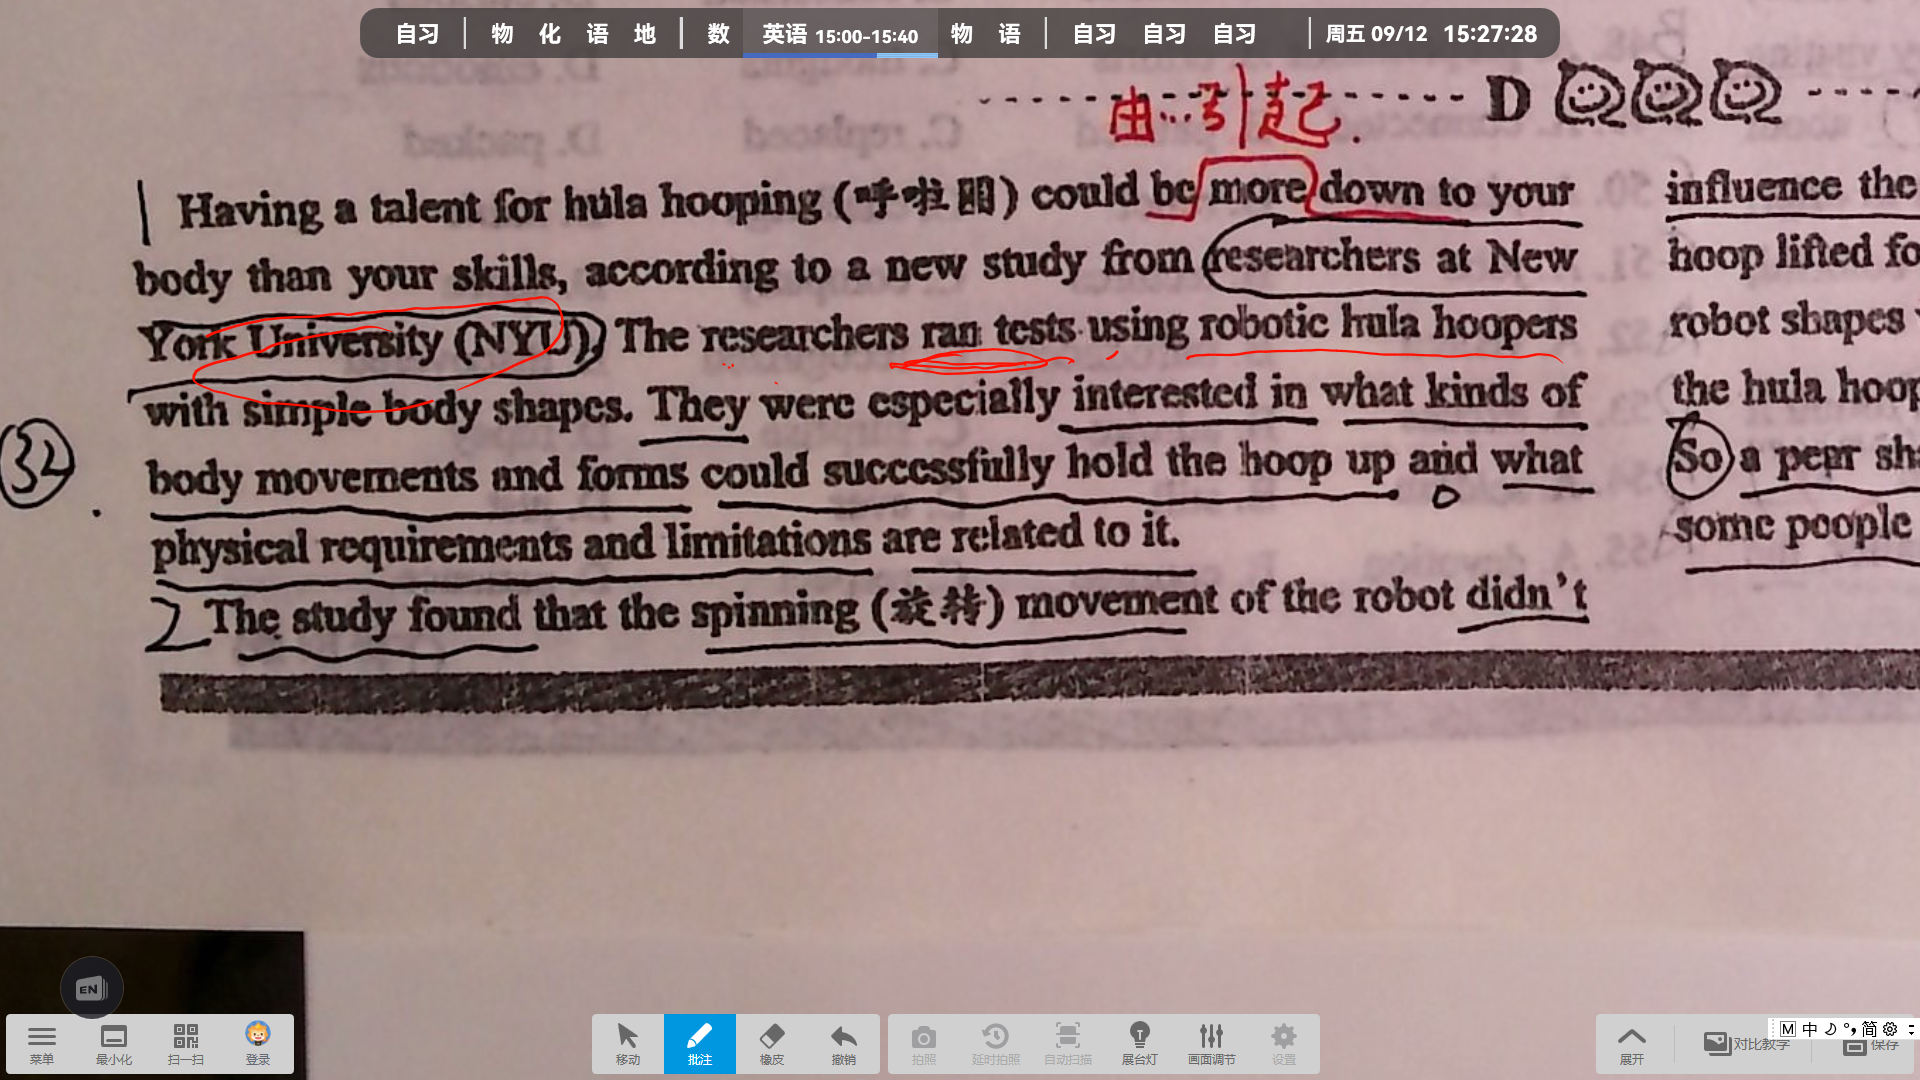 自习 物 化 语 地 数 英语 15:00-15:40 物 语 自习 自习 自习 周五 09/12 15:27:28
由…引起. D
1 Having a talent for hula hooping (呼啦圈) could be more down to your
body than your skills, according to a new study from researchers at New
York University (NYU). The researchers ran tests using robotic hula hoopers
with simple body shapes. They were especially interested in what kinds of
body movements and forms could successfully hold the hoop up and what
physical requirements and limitations are related to it.
2 The study found that the spinning (旋转) movement of the robot didn't
32
influence the
hoop lifted fo
robot shapes
the hula hoop
So a pear sh
some people
EN
菜单 最小化 扫一扫 登录 移动 批注 橡皮 撤销 拍照 延时拍照 自动扫描 展台灯 画面调节 设置 展开 对比教学 保存
M 中 简